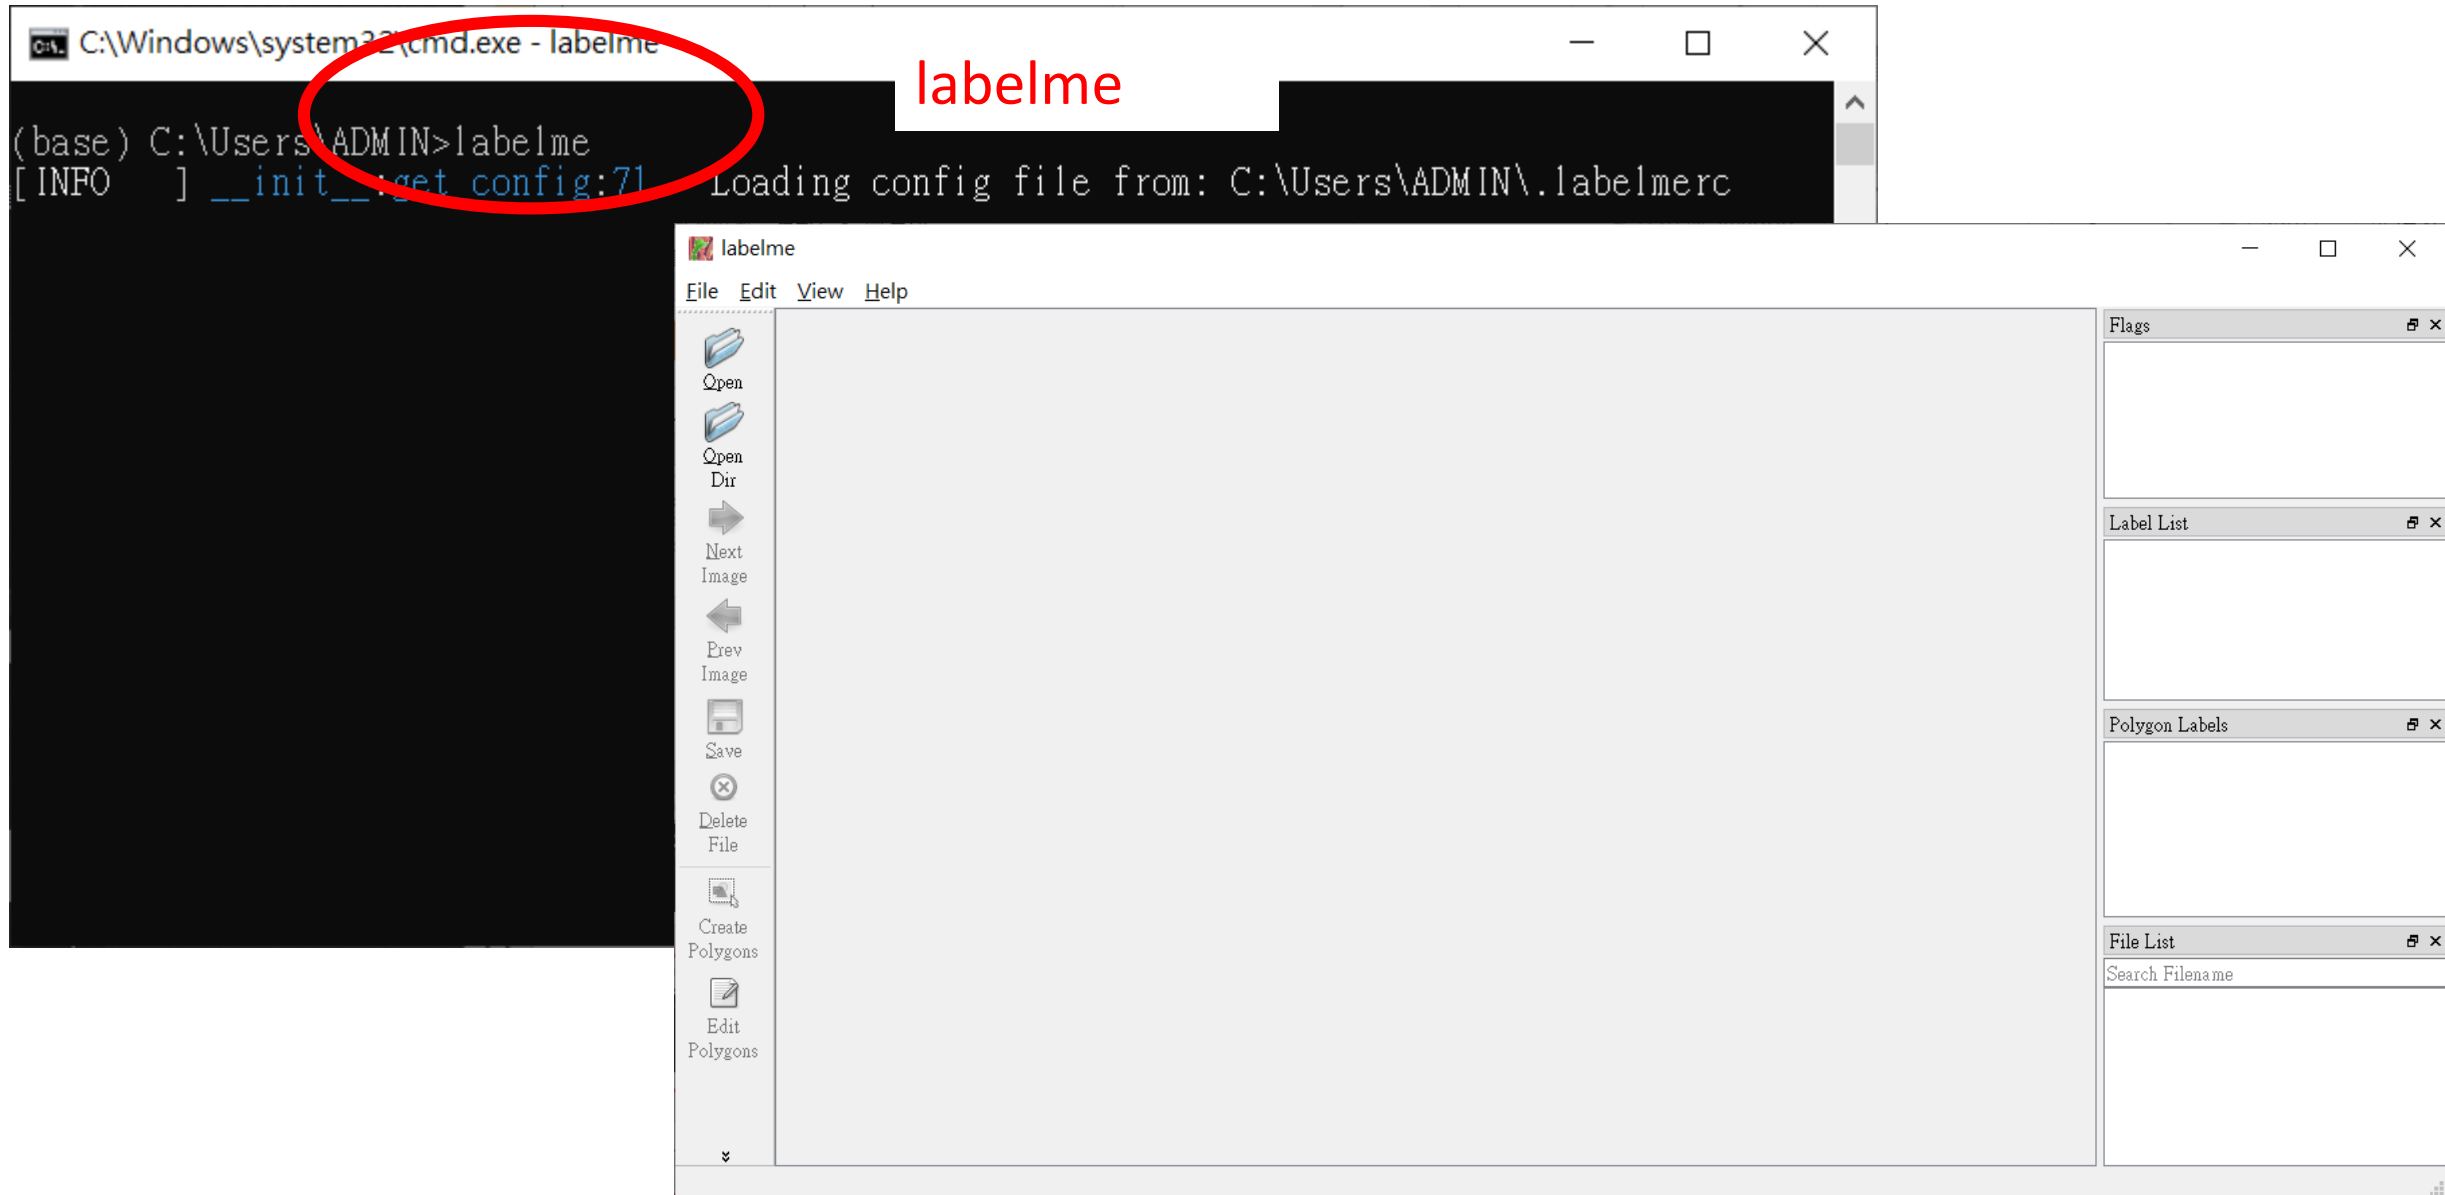 C:\Windows\system32\cmd.exe - labelme
labelme
(base) C:\Users\ADMIN>labelme
[INFO   ] __init__:get_config:71 - Loading config file from: C:\Users\ADMIN\.labelmerc
labelme
File Edit View Help
Open
Open
Dir
Next
Image
Prev
Image
Save
Delete
File
Create
Polygons
Edit
Polygons
Flags
Label List
Polygon Labels
File List
Search Filename